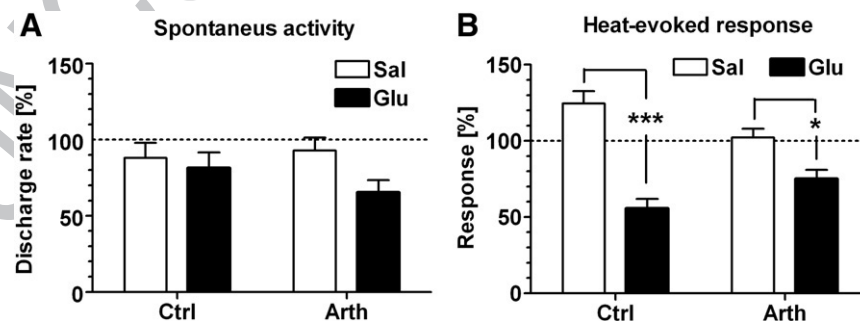 A
Spontaneus activity
Discharge rate [%]
150
100
50
0
Sal
Glu
Ctrl
Arth
B
Heat-evoked response
Response [%]
150
100
50
0
Sal
Glu
***
*
Ctrl
Arth